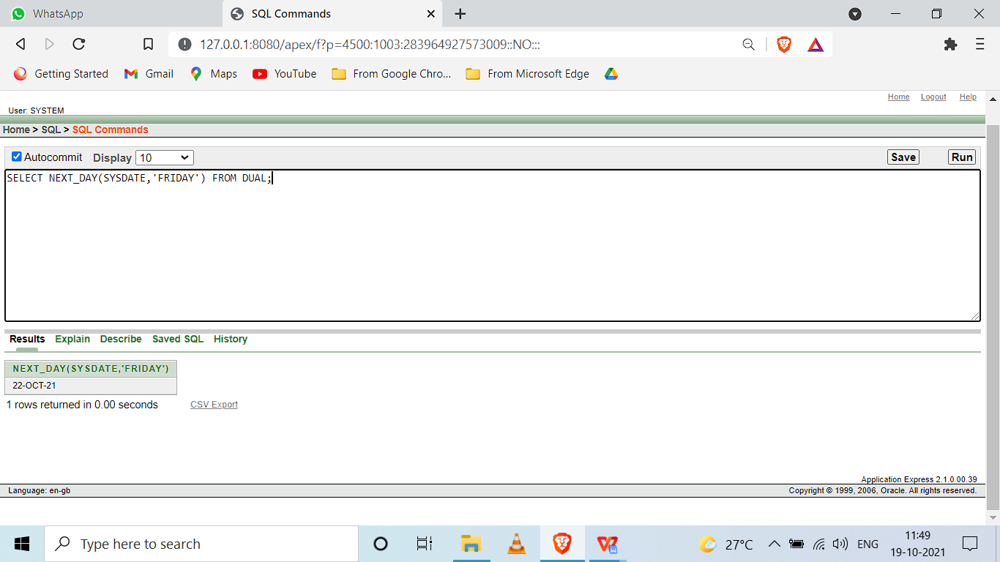 WhatsApp
SQL Commands
127.0.0.1:8080/apex/f?p=4500:1003:283964927573009::NO:::
Getting Started
Gmail
Maps
YouTube
From Google Chro...
From Microsoft Edge
Home Logout Help
User: SYSTEM
Home > SQL > SQL Commands
Autocommit Display 10
Save Run
SELECT NEXT_DAY(SYSDATE,'FRIDAY') FROM DUAL;
Results Explain Describe Saved SQL History
NEXT_DAY(SYSDATE,'FRIDAY')
22-OCT-21
1 rows returned in 0.00 seconds CSV Export
Application Express 2.1.0.00.39
Language: en-gb Copyright © 1999, 2006, Oracle. All rights reserved.
Type here to search
27°C
ENG
11:49
19-10-2021